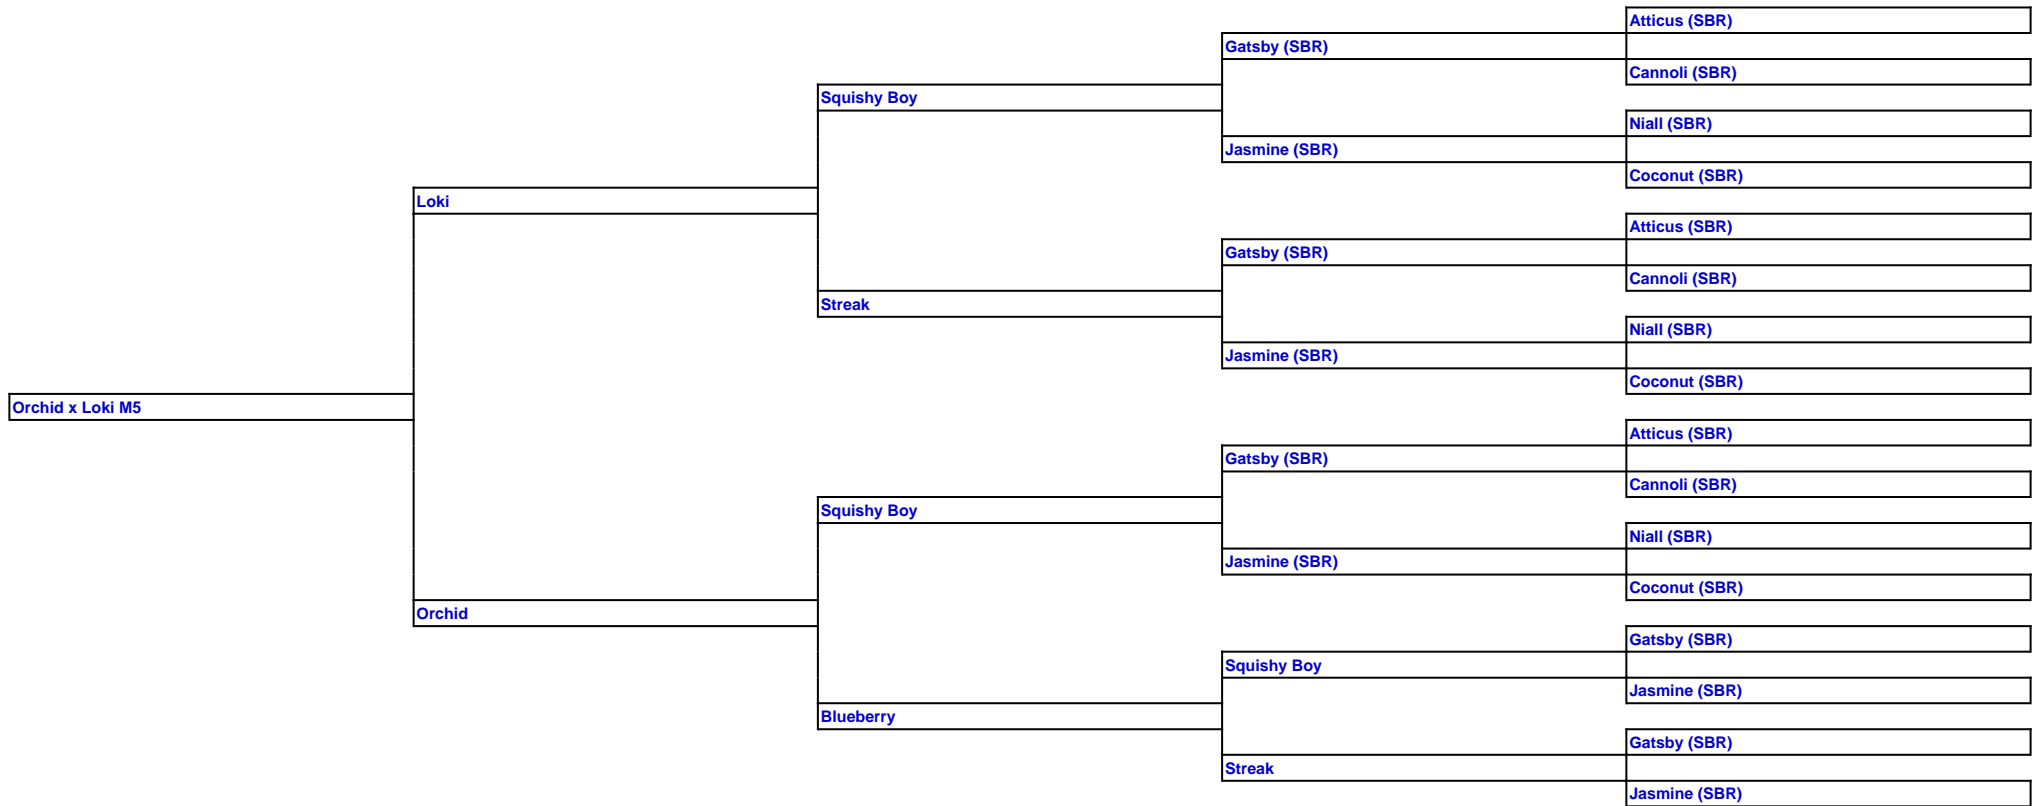 Atticus (SBR)
Gatsby (SBR)
Cannoli (SBR)
Squishy Boy
Niall (SBR)
Jasmine (SBR)
Coconut (SBR)
Loki
Atticus (SBR)
Gatsby (SBR)
Cannoli (SBR)
Streak
Niall (SBR)
Jasmine (SBR)
Coconut (SBR)
Orchid x Loki M5
Atticus (SBR)
Gatsby (SBR)
Cannoli (SBR)
Squishy Boy
Niall (SBR)
Jasmine (SBR)
Coconut (SBR)
Orchid
Gatsby (SBR)
Squishy Boy
Jasmine (SBR)
Blueberry
Gatsby (SBR)
Streak
Jasmine (SBR)